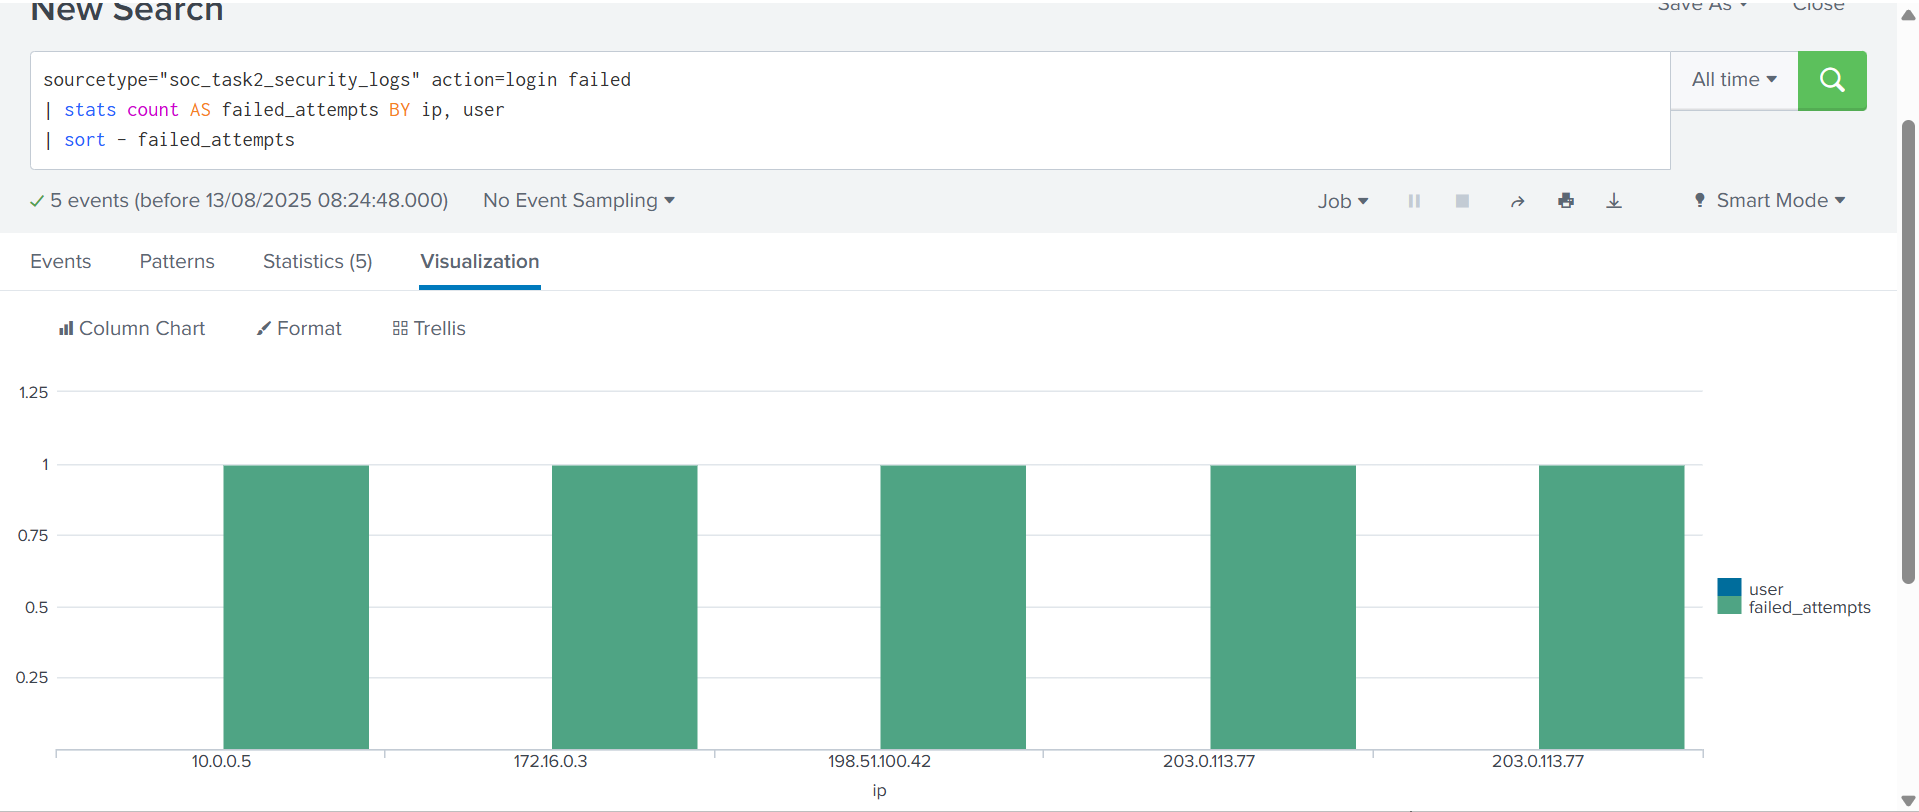 New Search
Save As
Close
sourcetype="soc_task2_security_logs" action=login failed
| stats count AS failed_attempts BY ip, user
| sort - failed_attempts
All time
5 events (before 13/08/2025 08:24:48.000)
No Event Sampling
Job
Smart Mode
Events
Patterns
Statistics (5)
Visualization
Column Chart
Format
Trellis
1.25
1
0.75
0.5
0.25
user
failed_attempts
10.0.0.5
172.16.0.3
198.51.100.42
203.0.113.77
203.0.113.77
ip